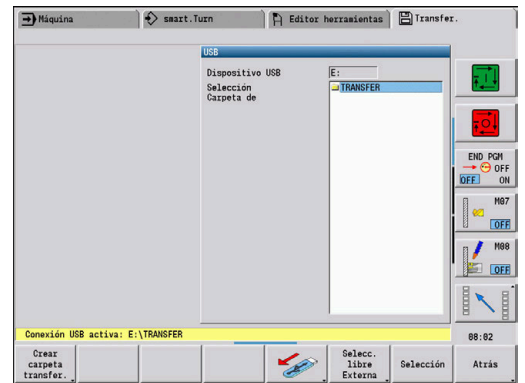 Máquina
smart.Turn
Editor herramientas
Transfer.
USB
Dispositivo USB
E:
Selección
Carpeta de
TRANSFER
END PGM
OFF
OFF ON
M07
OFF
M08
OFF
Conexión USB activa: E:\TRANSFER
08:02
Crear
carpeta
transfer.
Selecc.
libre
Externa
Selección
Atrás